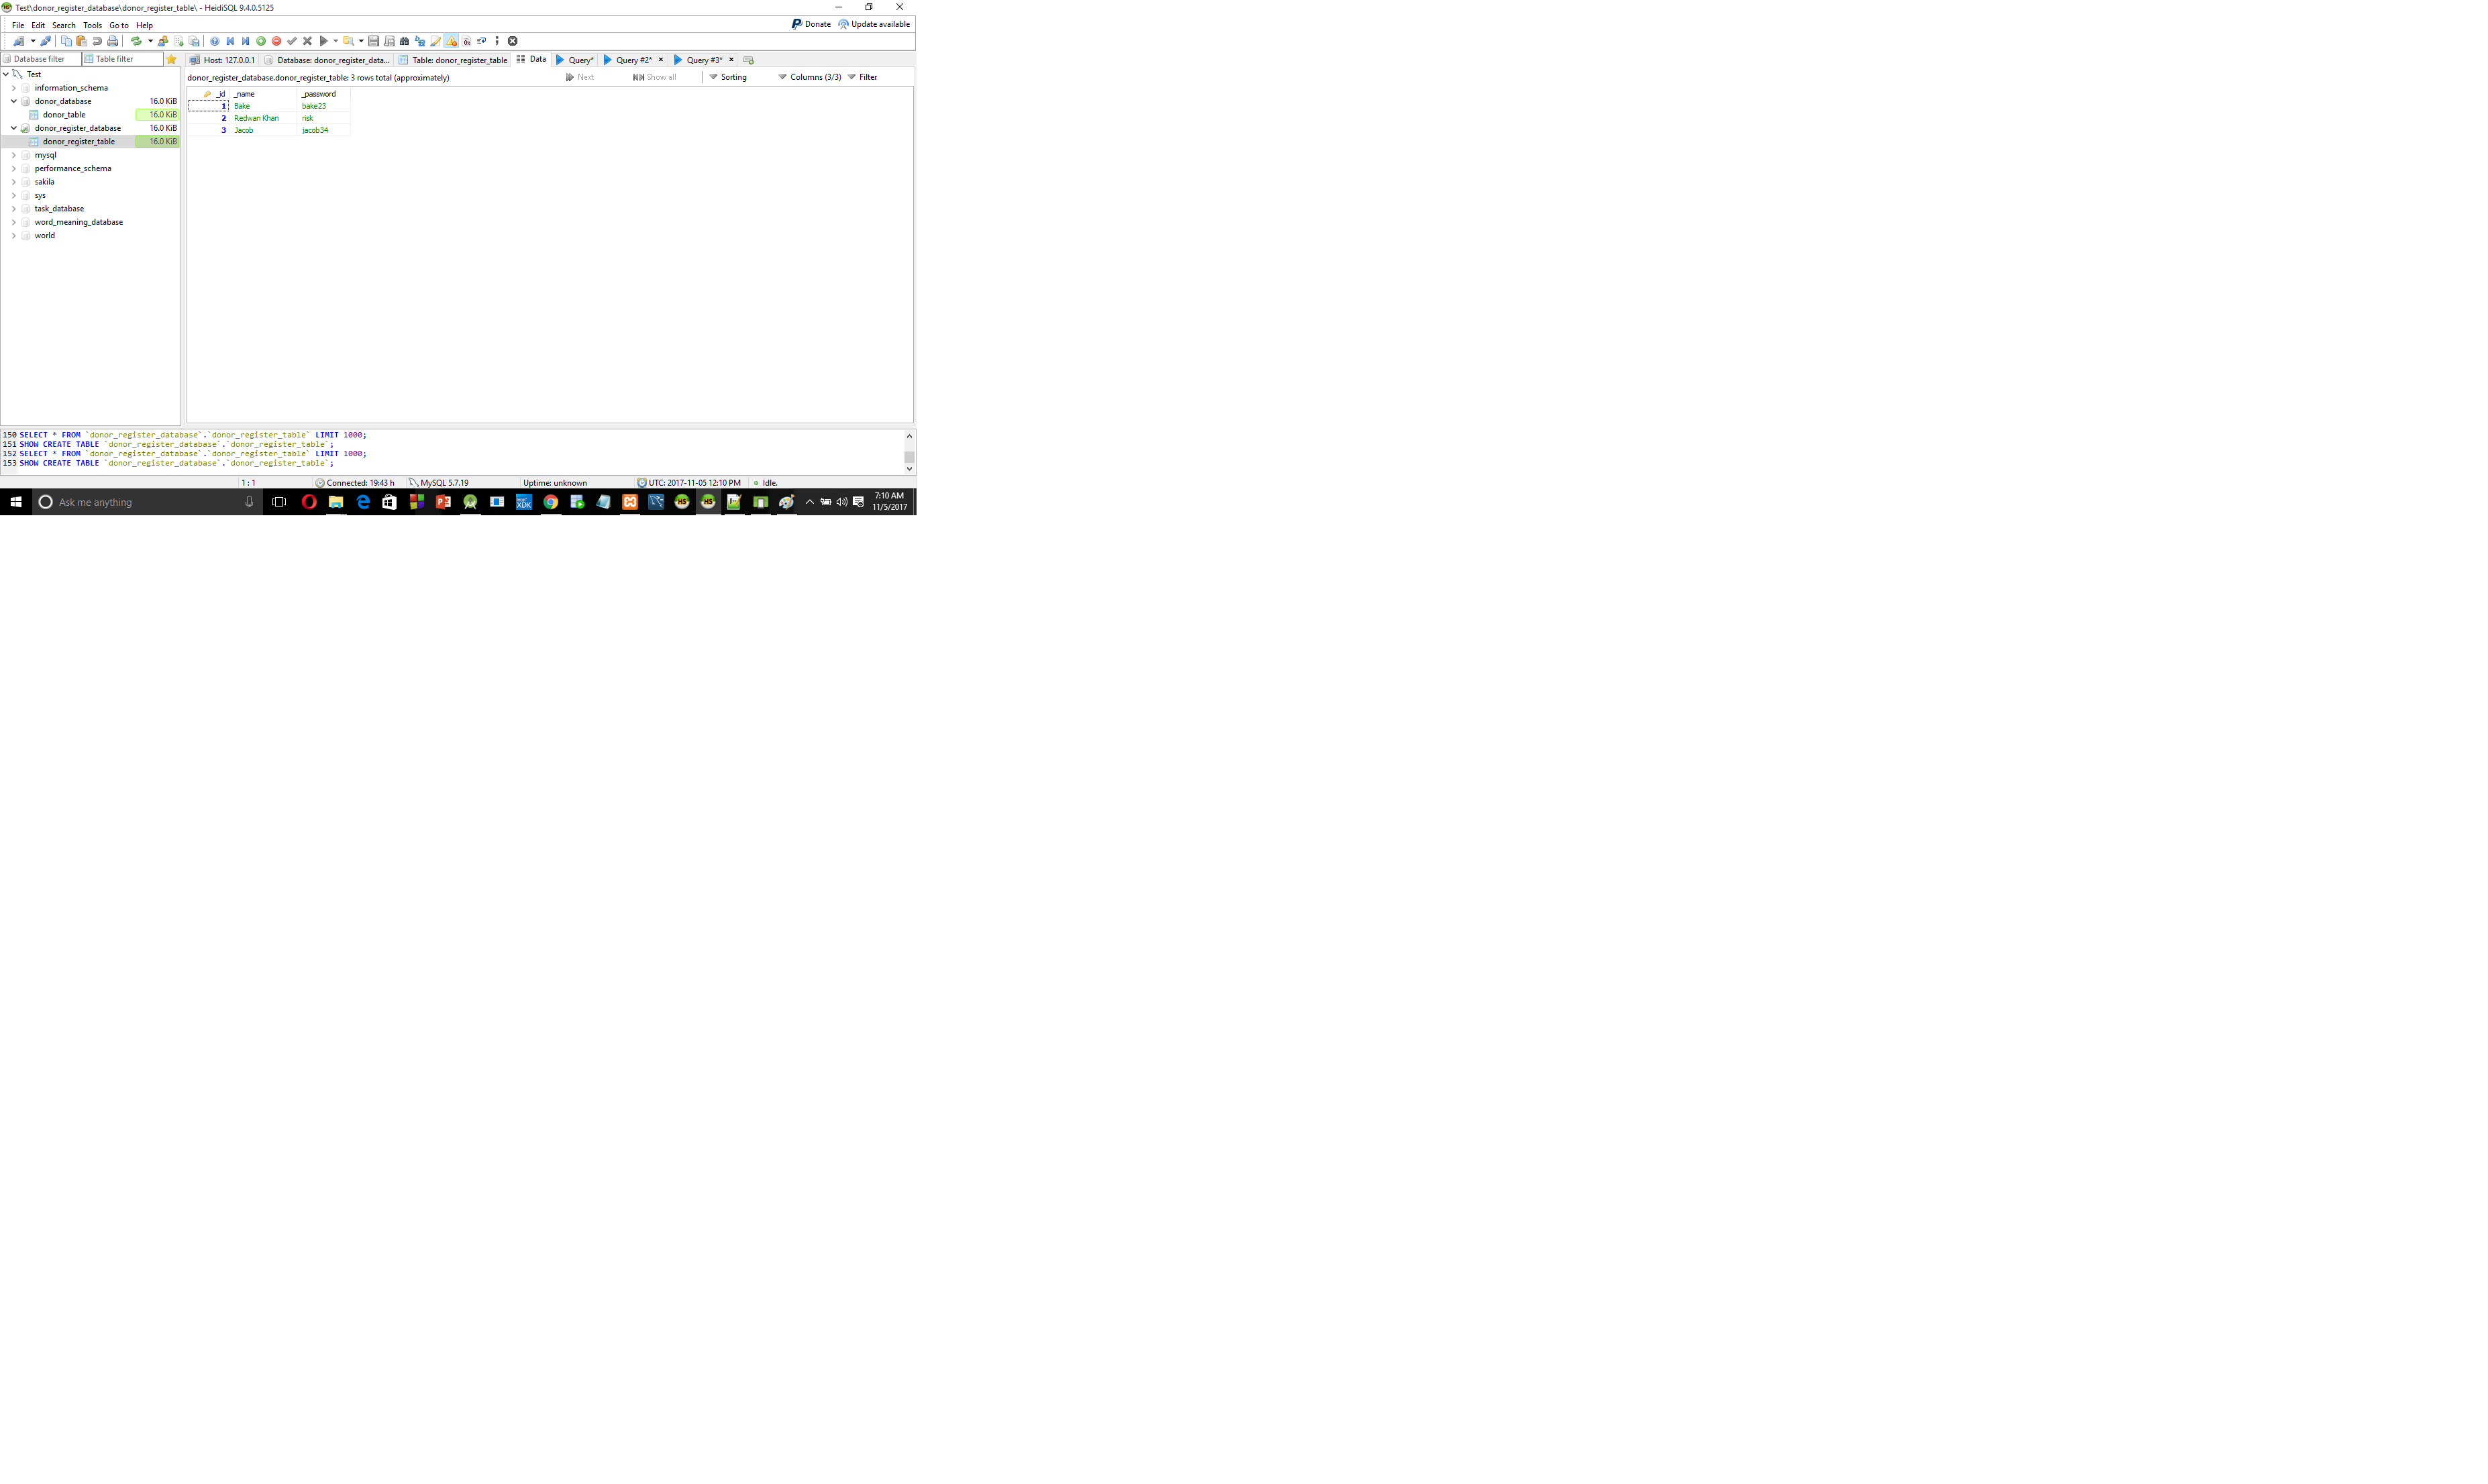 Test\donor_register_database\donor_register_table\ - HeidiSQL 9.4.0.5125
File Edit Search Tools Go to Help
Donate Update available
Database filter Table filter
Host: 127.0.0.1 Database: donor_register_data... Table: donor_register_table Data Query* Query #2* Query #3*
Test
donor_register_database.donor_register_table: 3 rows total (approximately)
Next Show all Sorting Columns (3/3) Filter
information_schema
donor_database 16.0 KiB
donor_table 16.0 KiB
donor_register_database 16.0 KiB
donor_register_table 16.0 KiB
mysql
performance_schema
sakila
sys
task_database
word_meaning_database
world
_id _name _password
1 Bake bake23
2 Redwan Khan risk
3 Jacob jacob34
150 SELECT * FROM `donor_register_database`.`donor_register_table` LIMIT 1000;
151 SHOW CREATE TABLE `donor_register_database`.`donor_register_table`;
152 SELECT * FROM `donor_register_database`.`donor_register_table` LIMIT 1000;
153 SHOW CREATE TABLE `donor_register_database`.`donor_register_table`;
1 : 1 Connected: 19:43 h MySQL 5.7.19 Uptime: unknown UTC: 2017-11-05 12:10 PM Idle.
Ask me anything
XDK
HS
HS
7:10 AM
11/5/2017